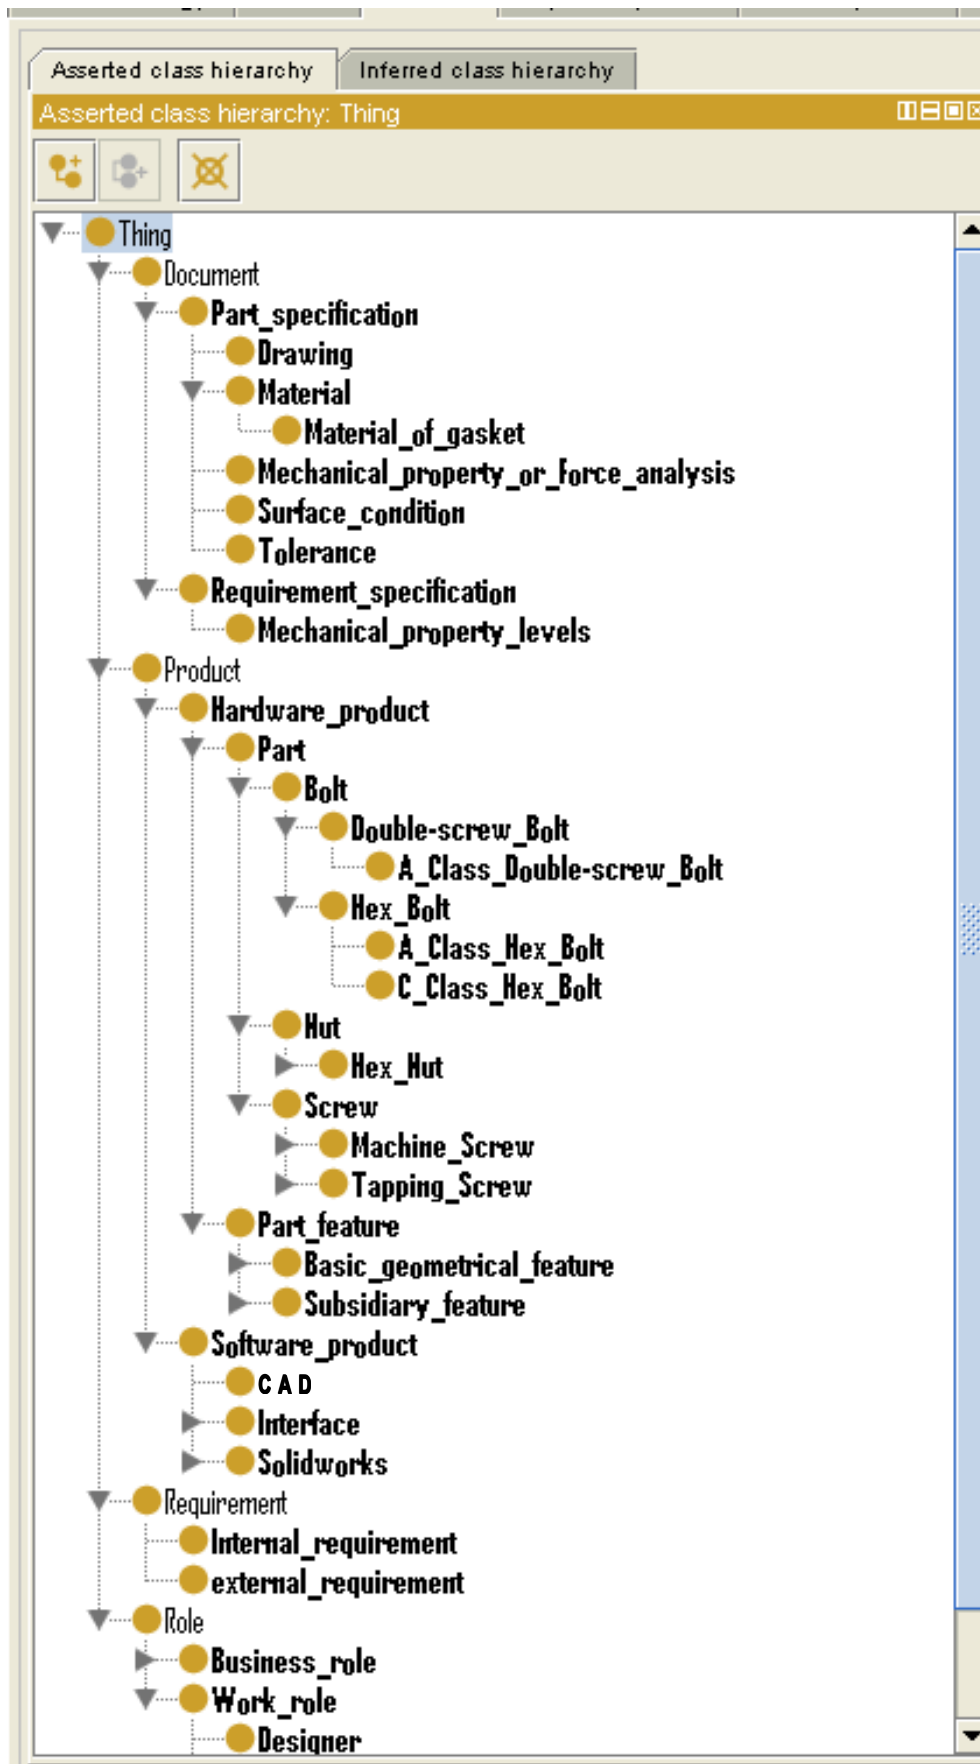 Asserted class hierarchy Inferred class hierarchy
Asserted class hierarchy: Thing
Thing
Document
Part_specification
Drawing
Material
Material_of_gasket
Mechanical_property_or_Force_analysis
Surface_condition
Tolerance
Requirement_specification
Mechanical_property_levels
Product
Hardware_product
Part
Bolt
Double-screw_Bolt
A_Class_Double-screw_Bolt
Hex_Bolt
A_Class_Hex_Bolt
C_Class_Hex_Bolt
Nut
Hex_Nut
Screw
Machine_Screw
Tapping_Screw
Part_feature
Basic_geometrical_feature
Subsidiary_feature
Software_product
CAD
Interface
Solidworks
Requirement
Internal_requirement
external_requirement
Role
Business_role
Work_role
Designer